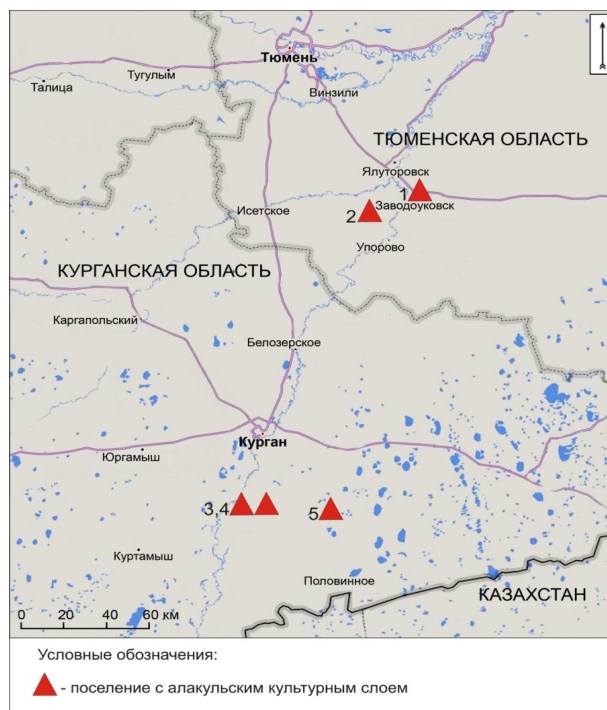 Тюмень
Тугулым
Талица
Винзили
ТЮМЕНСКАЯ ОБЛАСТЬ
Ялуторовск
1
Заводоуковск
2
Исетское
Упорово
КУРГАНСКАЯ ОБЛАСТЬ
Каргапольский
Белозерское
Курган
Юргамыш
3,4
5
Куртамыш
Половинное
КАЗАХСТАН
0 20 40 60 км
Условные обозначения:
- поселение с алакульским культурным слоем